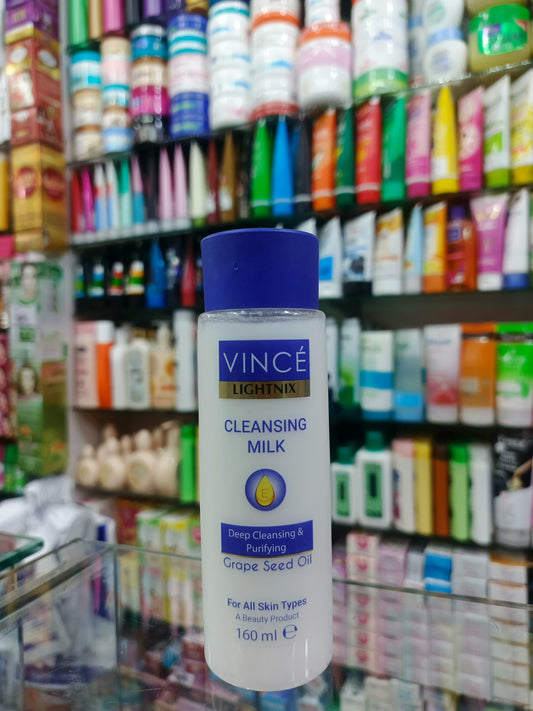 VINCÉ
LIGHTNIX
CLEANSING
MILK
E
Deep Cleansing &
Purifying
Grape Seed Oil
For All Skin Types
A Beauty Product
160 ml ℮